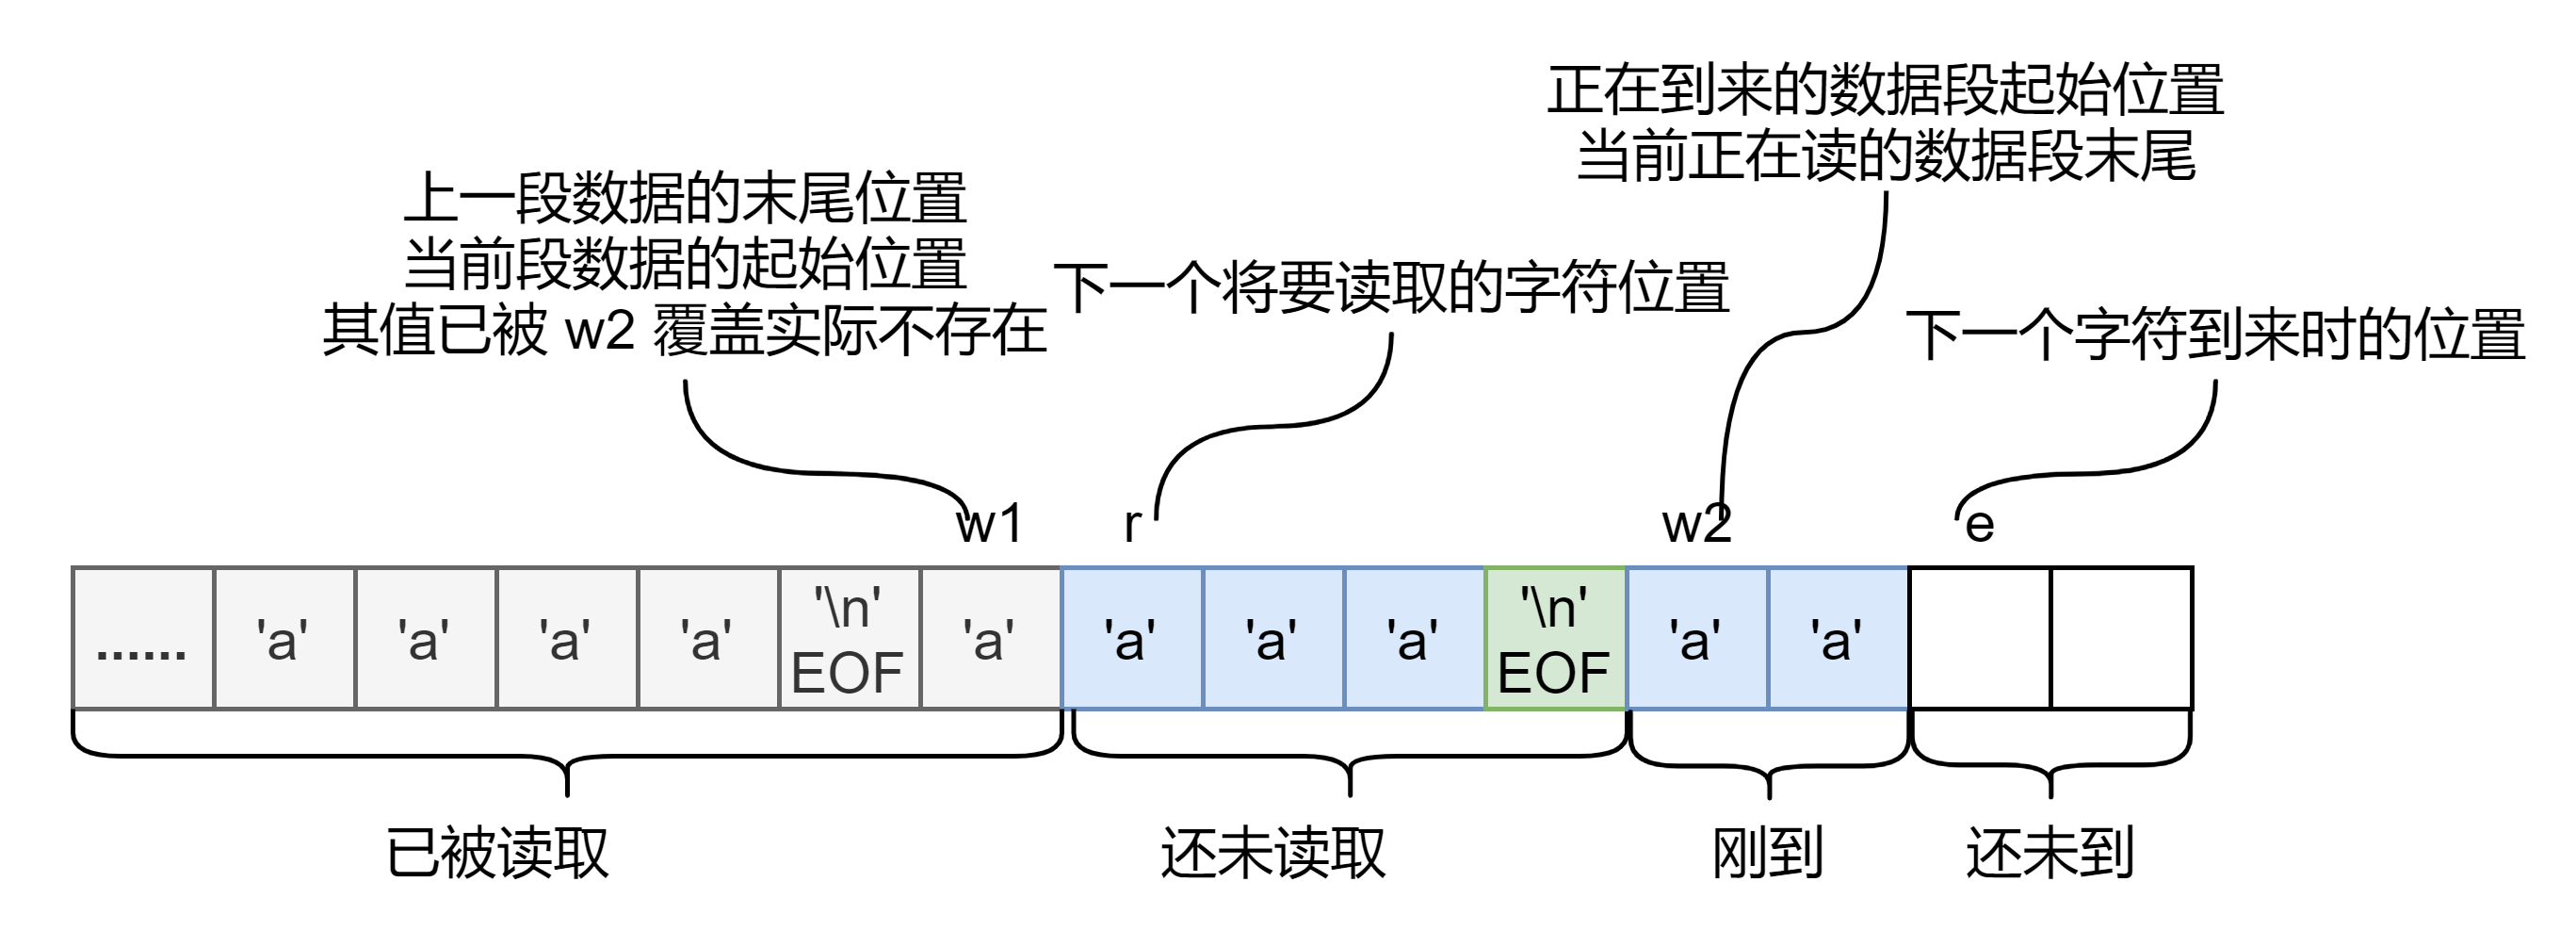 正在到来的数据段起始位置
当前正在读的数据段末尾
上一段数据的末尾位置
当前段数据的起始位置
其值已被 w2 覆盖实际不存在
下一个将要读取的字符位置
下一个字符到来时的位置
w1
r
w2
e
......
'a'
'a'
'a'
'a'
'\n'
EOF
'a'
'a'
'a'
'a'
'\n'
EOF
'a'
'a'
已被读取
还未读取
刚到
还未到